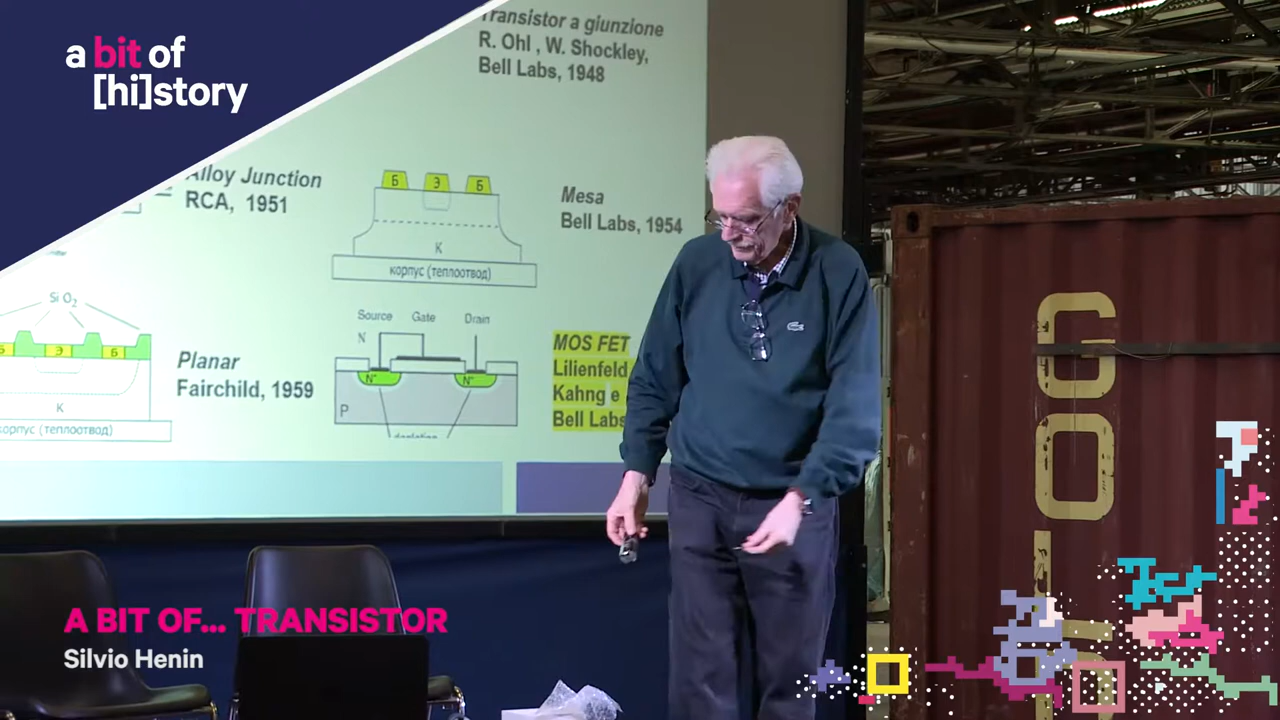 a bit of
[hi]story
Transistor a giunzione
R. Ohl , W. Shockley,
Bell Labs, 1948
Alloy Junction
RCA, 1951
Б Э Б
К
корпус (теплоотвод)
Mesa
Bell Labs, 1954
Si O2
Э Б
К
корпус (теплоотвод)
Planar
Fairchild, 1959
Source Gate Drain
N
N+ N+
P
MOS FET
Lilienfeld
Kahng e
Bell Labs
GO
A BIT OF... TRANSISTOR
Silvio Henin